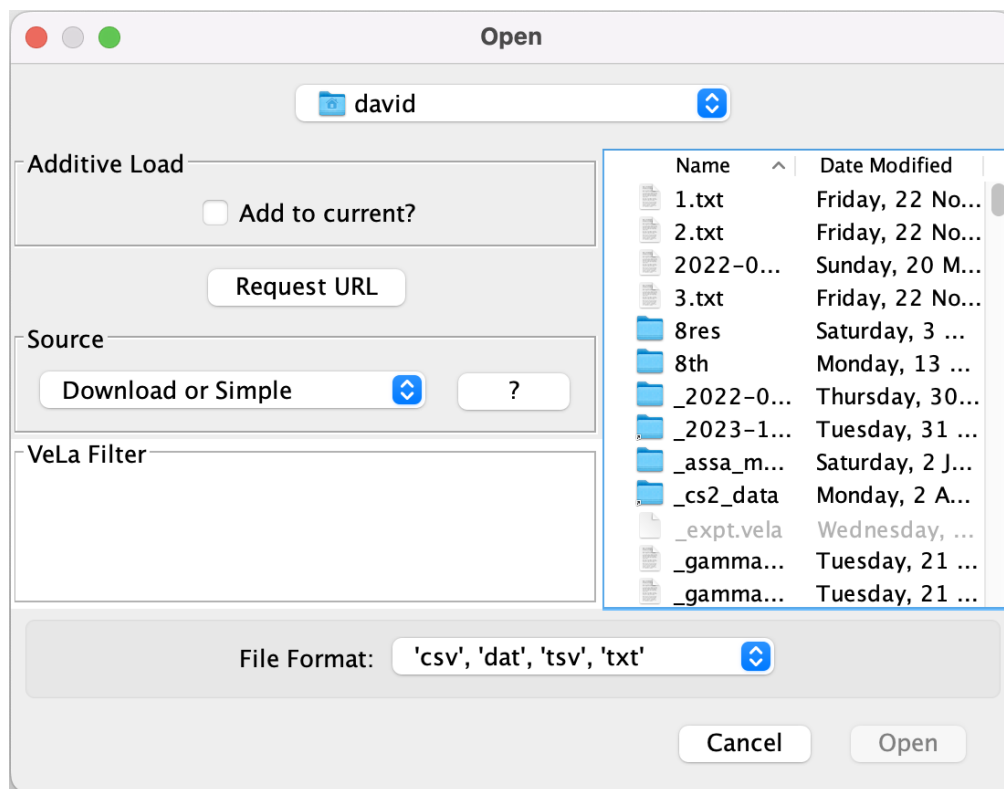 Open
david
Additive Load
Add to current?
Request URL
Source
Download or Simple
?
VeLa Filter
Name Date Modified
1.txt Friday, 22 No...
2.txt Friday, 22 No...
2022-0... Sunday, 20 M...
3.txt Friday, 22 No...
8res Saturday, 3 ...
8th Monday, 13 ...
_2022-0... Thursday, 30...
_2023-1... Tuesday, 31 ...
_assa_m... Saturday, 2 J...
_cs2_data Monday, 2 A...
_expt.vela Wednesday, ...
_gamma... Tuesday, 21 ...
_gamma... Tuesday, 21 ...
File Format: 'csv', 'dat', 'tsv', 'txt'
Cancel Open